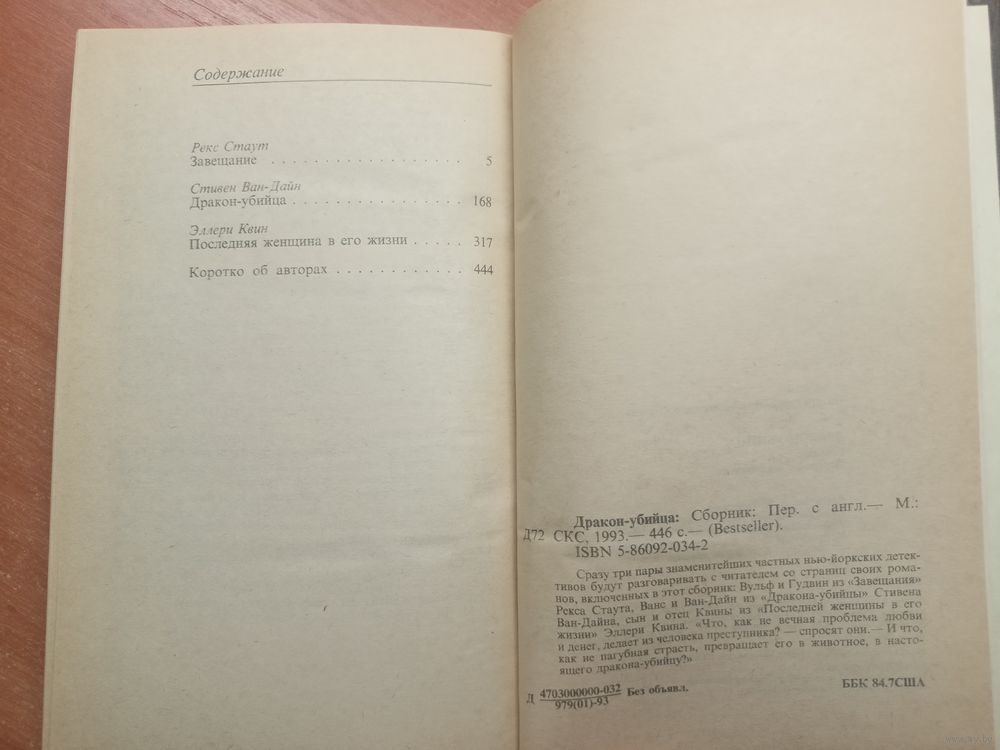 Содержание
Рекс Стаут
Завещание . . . . . . . . . . . . . . . . . . 5
Стивен Ван-Дайн
Дракон-убийца . . . . . . . . . . . . . . . . 168
Эллери Квин
Последняя женщина в его жизни . . . . . 317
Коротко об авторах . . . . . . . . . . . . 444
Дракон-убийца: Сборник: Пер. с англ.— М.:
Д72 СКС, 1993.— 446 с.— (Bestseller).
ISBN 5-86092-034-2
Сразу три пары знаменитейших частных нью-йоркских детек-
тивов будут разговаривать с читателем со страниц своих рома-
нов, включенных в этот сборник: Вульф и Гудвин из «Завещания»
Рекса Стаута, Ванс и Ван-Дайн из «Дракона-убийцы» Стивена
Ван-Дайна, сын и отец Квины из «Последней женщины в его
жизни» Эллери Квина. «Что, как не вечная проблема любви
и денег, делает из человека преступника? — спросят они.— И что,
как не пагубная страсть, превращает его в животное, в насто-
ящего дракона-убийцу?»
Д 4703000000-032 Без объявл.
979(01)-93
ББК 84.7США